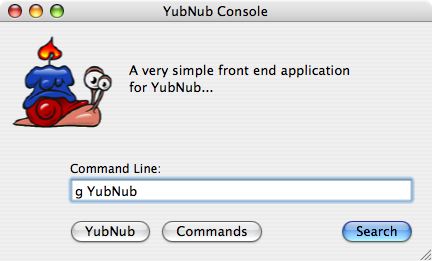 YubNub Console
A very simple front end application
for YubNub...
Command Line:
g YubNub
YubNub Commands Search